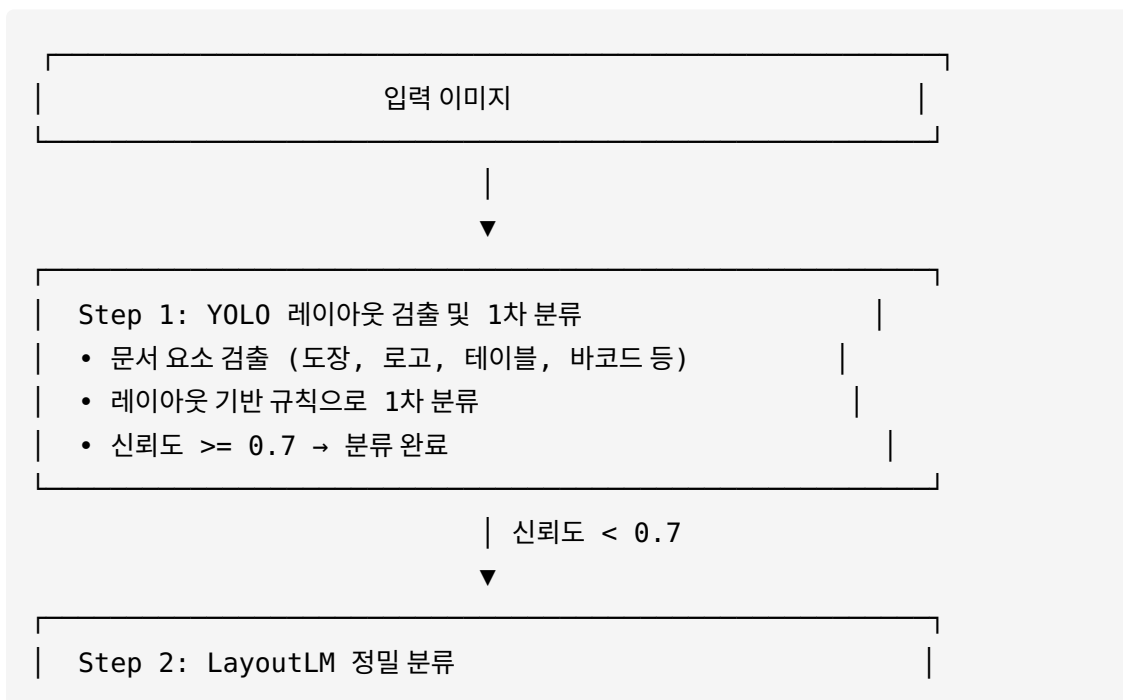 입력 이미지
Step 1: YOLO 레이아웃 검출 및 1차 분류
• 문서 요소 검출 (도장, 로고, 테이블, 바코드 등)
• 레이아웃 기반 규칙으로 1차 분류
• 신뢰도 >= 0.7 → 분류 완료
신뢰도 < 0.7
Step 2: LayoutLM 정밀 분류